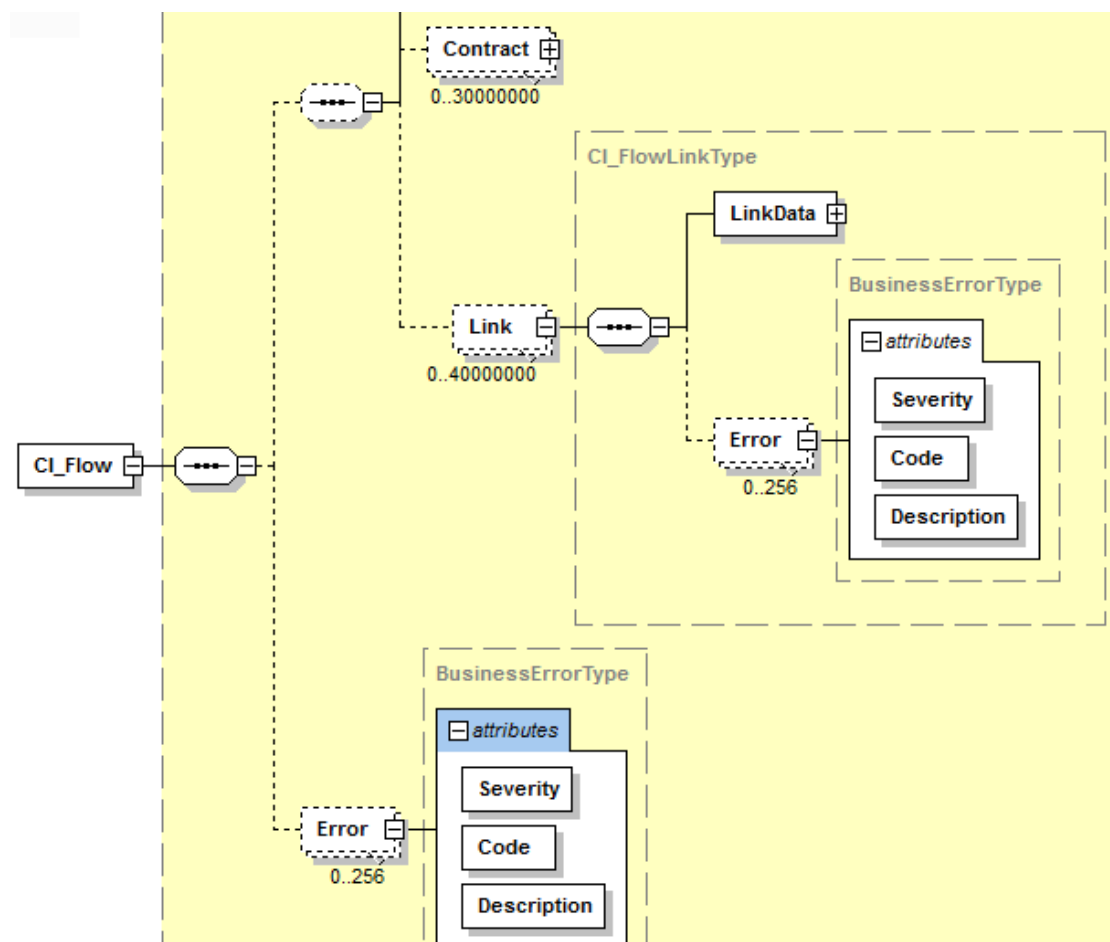 Contract
0..30000000
CI_FlowLinkType
LinkData
BusinessErrorType
attributes
Link
Severity
0..40000000
Error
Code
CI_Flow
0..256
Description
BusinessErrorType
attributes
Severity
Error
Code
0..256
Description